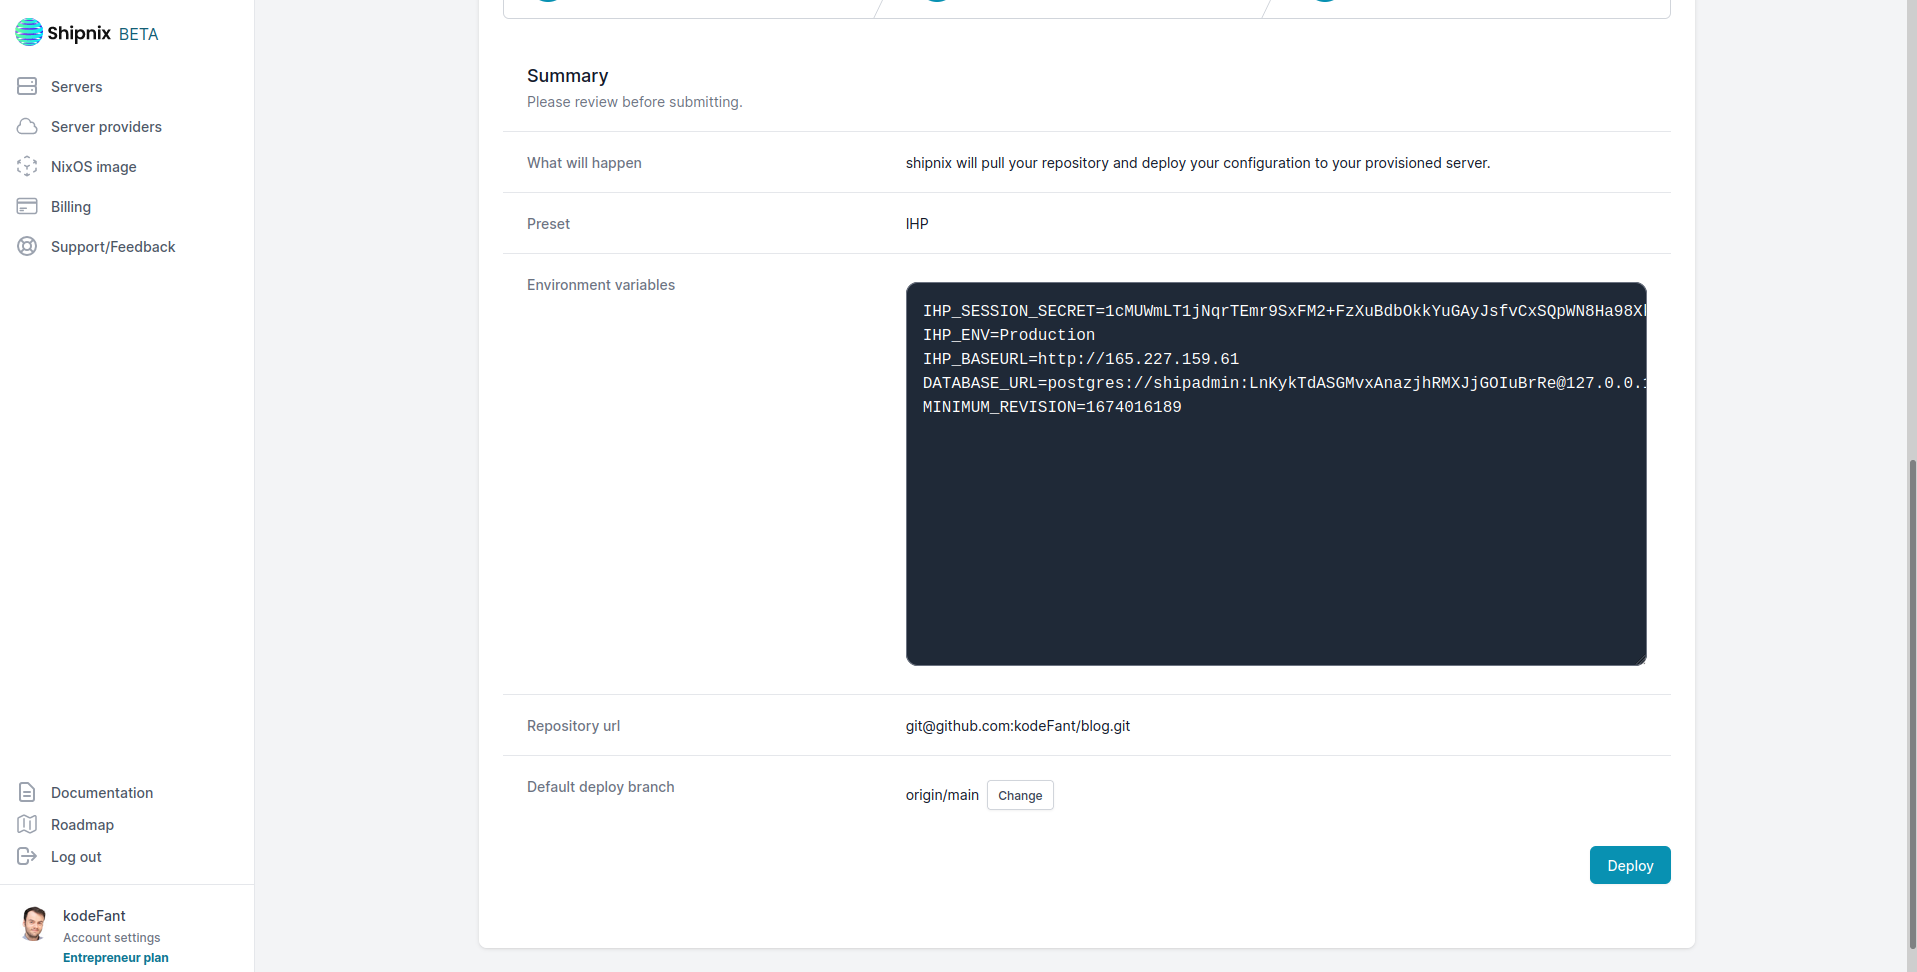 Shipnix BETA
Servers
Server providers
NixOS image
Billing
Support/Feedback
Documentation
Roadmap
Log out
kodeFant
Account settings
Entrepreneur plan
Summary
Please review before submitting.
What will happen
shipnix will pull your repository and deploy your configuration to your provisioned server.
Preset
IHP
Environment variables
IHP_SESSION_SECRET=1cMUWmLT1jNqrTEmr9SxFM2+FzXuBdbOkkYuGAyJsfvCxSQpWN8Ha98X
IHP_ENV=Production
IHP_BASEURL=http://165.227.159.61
DATABASE_URL=postgres://shipadmin:LnKykTdASGMvxAnazjhRMXJjGOIuBrRe@127.0.0.1
MINIMUM_REVISION=1674016189
Repository url
git@github.com:kodeFant/blog.git
Default deploy branch
origin/main
Change
Deploy